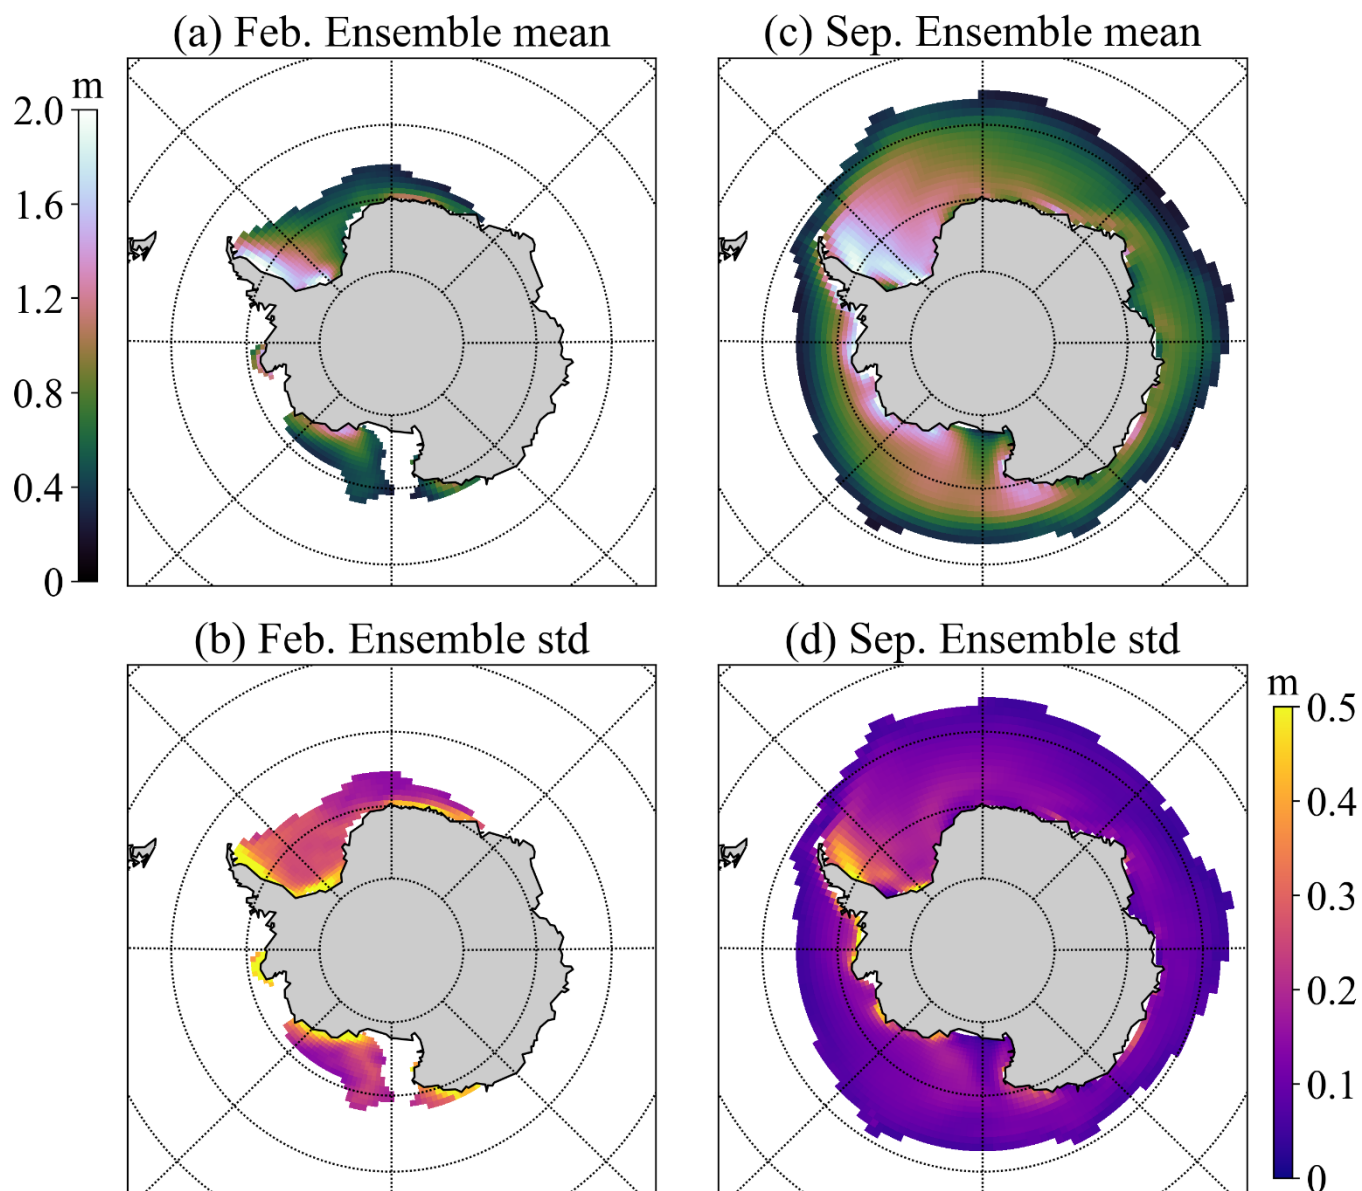 (a) Feb. Ensemble mean
(c) Sep. Ensemble mean
m
2.0
1.6
1.2
0.8
0.4
0
(b) Feb. Ensemble std
(d) Sep. Ensemble std
m
0.5
0.4
0.3
0.2
0.1
0